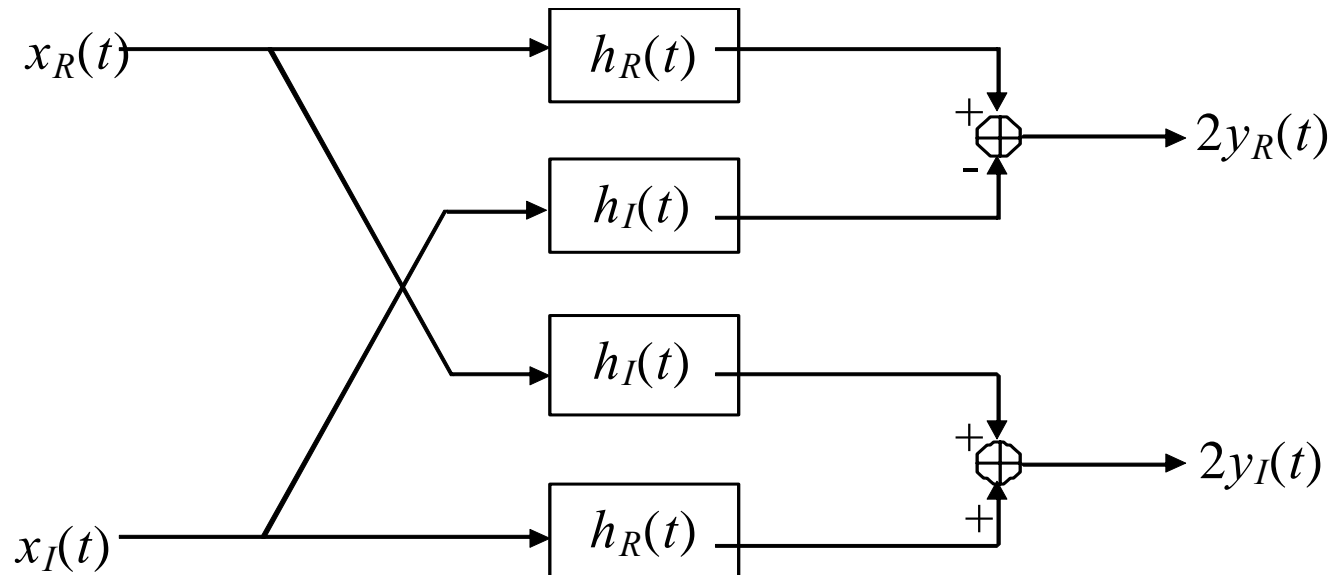 x_R(t)
h_R(t)
+
2y_R(t)
-
h_I(t)
h_I(t)
+
2y_I(t)
+
x_I(t)
h_R(t)